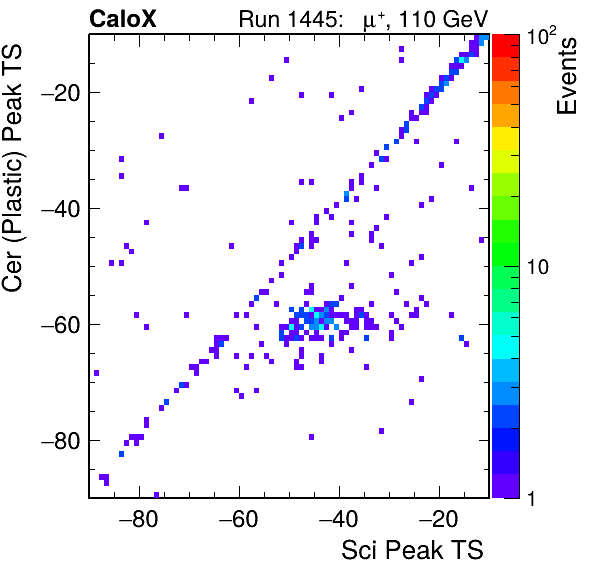 CaloX Run 1445: μ⁺, 110 GeV
Cer (Plastic) Peak TS
−20
−40
−60
−80
−80 −60 −40 −20
Sci Peak TS
10²
10
1
Events